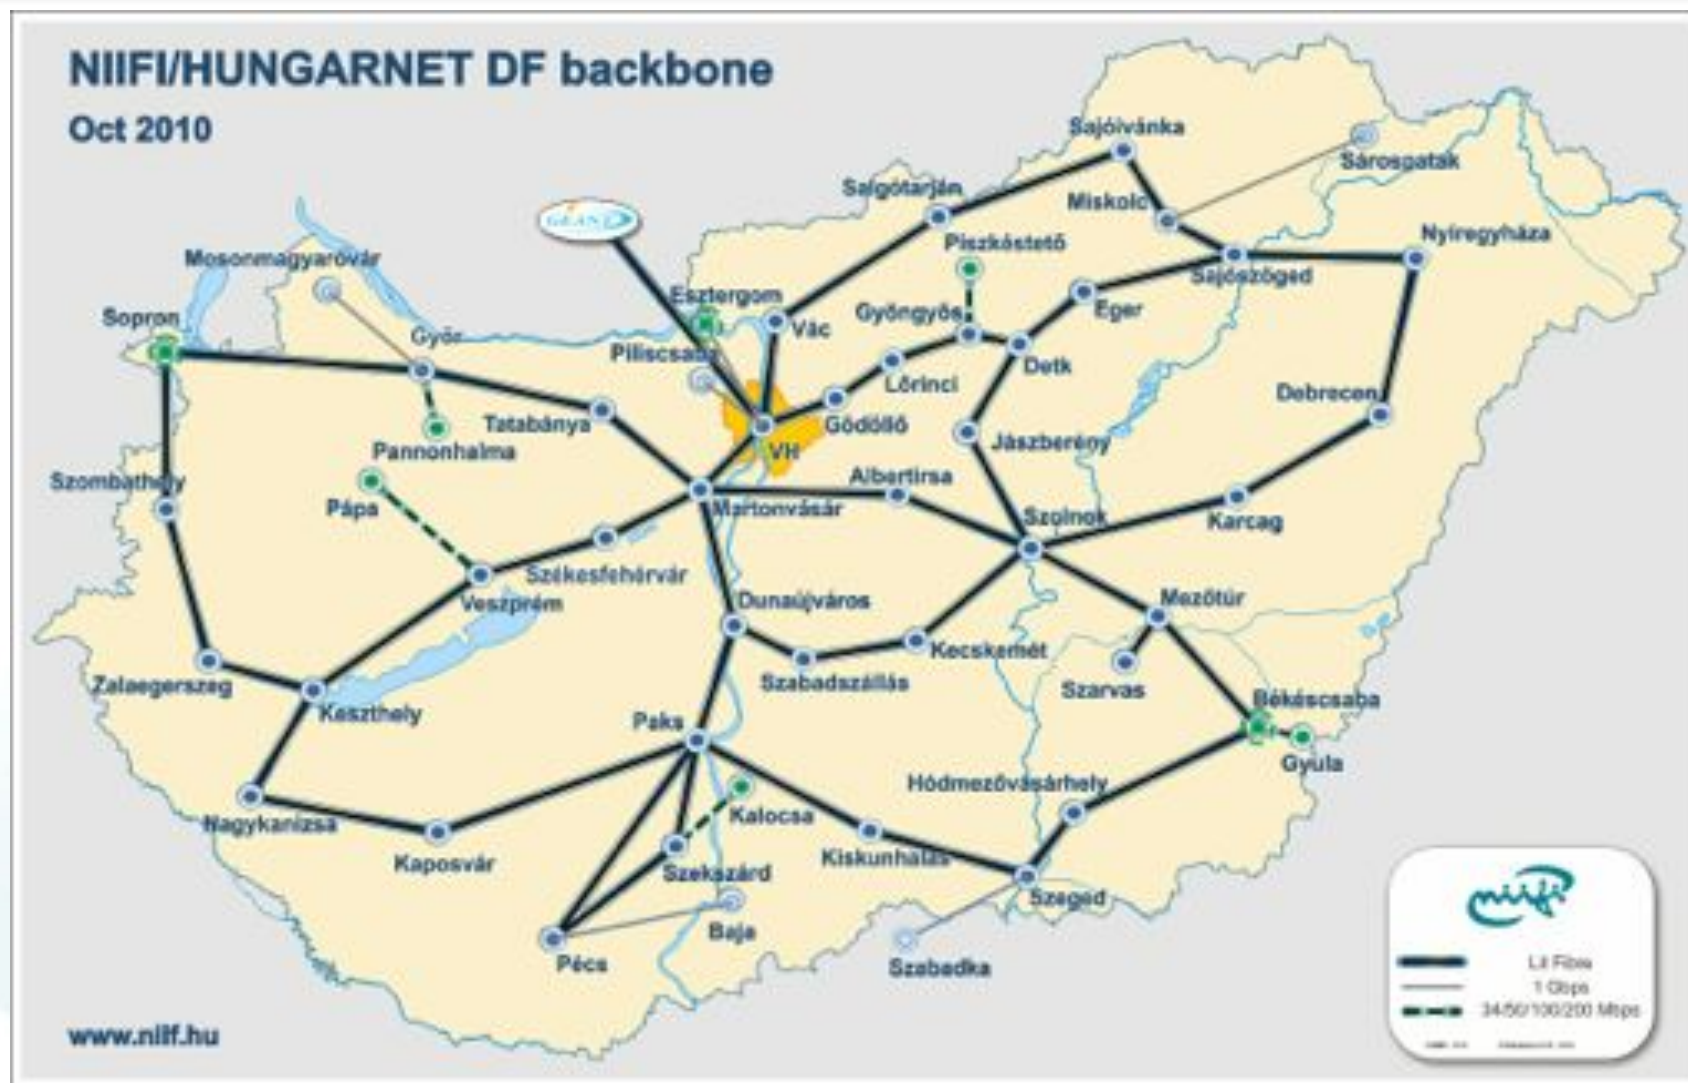 NIIFI/HUNGARNET DF backbone
Oct 2010
Sajóivánka
Sárospatak
Salgótarján
Miskolc
GÉANT
Piszkéstető
Nyíregyháza
Mosonmagyaróvár
Sajószöged
Esztergom
Sopron
Vác
Gyöngyös
Eger
Győr
Piliscsaba
Detk
Lőrinci
Debrecen
Tatabánya
Gödöllő
Jászberény
Pannonhalma
VH
Szombathely
Albertirsa
Pápa
Martonvásár
Szolnok
Karcag
Székesfehérvár
Veszprém
Dunaújváros
Mezőtúr
Kecskemét
Zalaegerszeg
Szabadszállás
Szarvas
Békéscsaba
Keszthely
Paks
Gyula
Hódmezővásárhely
Kalocsa
Nagykanizsa
Kaposvár
Kiskunhalas
Szekszárd
Szeged
Baja
Pécs
Szabadka
niifi
Lit Fibre
1 Gbps
34/50/100/200 Mbps
www.niif.hu